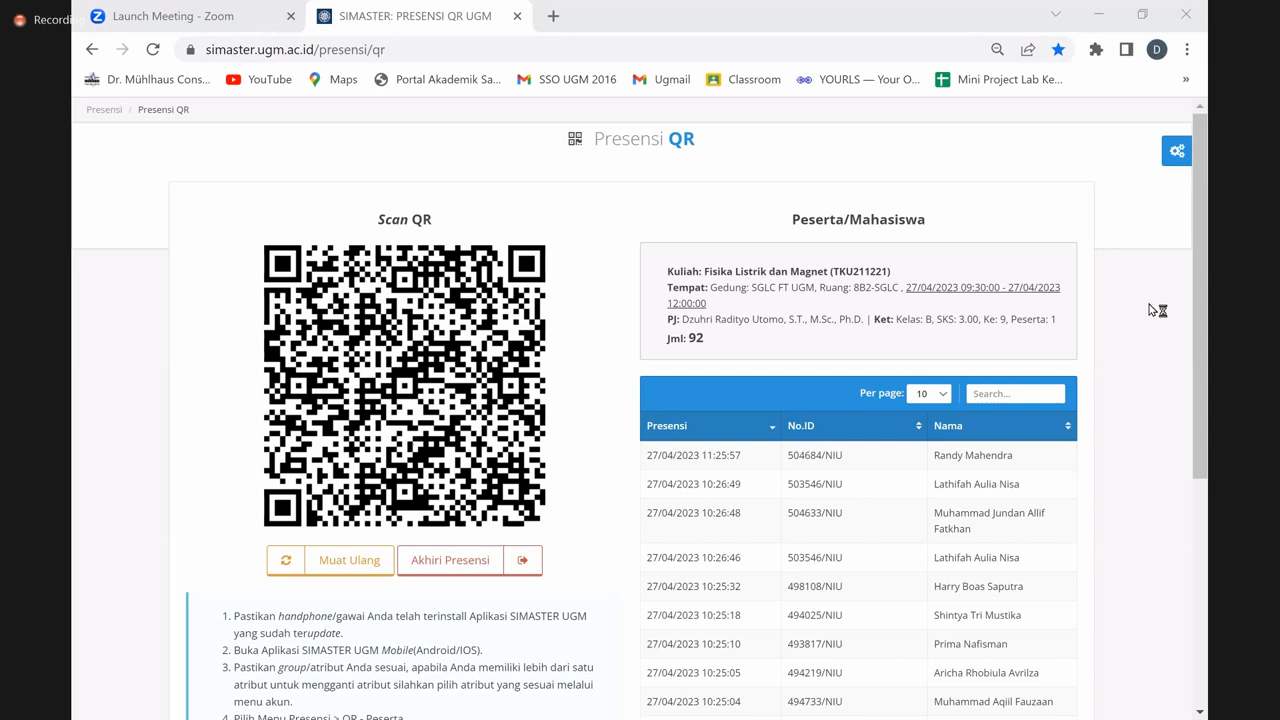 Recording
Launch Meeting - Zoom
SIMASTER: PRESENSI QR UGM
simaster.ugm.ac.id/presensi/qr
D
Dr. Mühlhaus Cons...
YouTube
Maps
Portal Akademik Sa...
SSO UGM 2016
Ugmail
Classroom
YOURLS — Your O...
Mini Project Lab Ke...
»
Presensi / Presensi QR
Presensi QR
Scan QR
Muat Ulang
Akhiri Presensi
1. Pastikan handphone/gawai Anda telah terinstall Aplikasi SIMASTER UGM
yang sudah terupdate.
2. Buka Aplikasi SIMASTER UGM Mobile(Android/IOS).
3. Pastikan group/atribut Anda sesuai, apabila Anda memiliki lebih dari satu
atribut untuk mengganti atribut silahkan pilih atribut yang sesuai melalui
menu akun.
4. Pilih Menu Presensi > QR - Peserta
Peserta/Mahasiswa
Kuliah: Fisika Listrik dan Magnet (TKU211221)
Tempat: Gedung: SGLC FT UGM, Ruang: 8B2-SGLC , 27/04/2023 09:30:00 - 27/04/2023
12:00:00
PJ: Dzuhri Radityo Utomo, S.T., M.Sc., Ph.D. | Ket: Kelas: B, SKS: 3.00, Ke: 9, Peserta: 1
Jml: 92
Per page: 10 Search...
Presensi No.ID Nama
27/04/2023 11:25:57 504684/NIU Randy Mahendra
27/04/2023 10:26:49 503546/NIU Lathifah Aulia Nisa
27/04/2023 10:26:48 504633/NIU Muhammad Jundan Allif
Fatkhan
27/04/2023 10:26:46 503546/NIU Lathifah Aulia Nisa
27/04/2023 10:25:32 498108/NIU Harry Boas Saputra
27/04/2023 10:25:18 494025/NIU Shintya Tri Mustika
27/04/2023 10:25:10 493817/NIU Prima Nafisman
27/04/2023 10:25:05 494219/NIU Aricha Rhobiula Avrilza
27/04/2023 10:25:04 494733/NIU Muhammad Aqiil Fauzaan